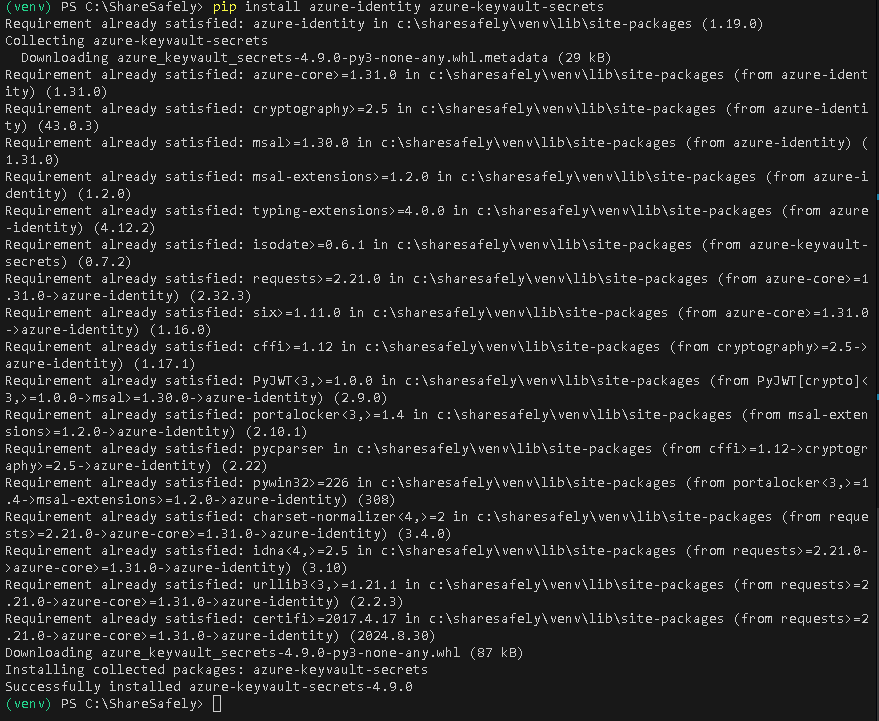 (venv) PS C:\ShareSafely> pip install azure-identity azure-keyvault-secrets
Requirement already satisfied: azure-identity in c:\sharesafely\venv\lib\site-packages (1.19.0)
Collecting azure-keyvault-secrets
  Downloading azure_keyvault_secrets-4.9.0-py3-none-any.whl.metadata (29 kB)
Requirement already satisfied: azure-core>=1.31.0 in c:\sharesafely\venv\lib\site-packages (from azure-ident
ity) (1.31.0)
Requirement already satisfied: cryptography>=2.5 in c:\sharesafely\venv\lib\site-packages (from azure-identi
ty) (43.0.3)
Requirement already satisfied: msal>=1.30.0 in c:\sharesafely\venv\lib\site-packages (from azure-identity) (
1.31.0)
Requirement already satisfied: msal-extensions>=1.2.0 in c:\sharesafely\venv\lib\site-packages (from azure-i
dentity) (1.2.0)
Requirement already satisfied: typing-extensions>=4.0.0 in c:\sharesafely\venv\lib\site-packages (from azure
-identity) (4.12.2)
Requirement already satisfied: isodate>=0.6.1 in c:\sharesafely\venv\lib\site-packages (from azure-keyvault-
secrets) (0.7.2)
Requirement already satisfied: requests>=2.21.0 in c:\sharesafely\venv\lib\site-packages (from azure-core>=1
.31.0->azure-identity) (2.32.3)
Requirement already satisfied: six>=1.11.0 in c:\sharesafely\venv\lib\site-packages (from azure-core>=1.31.0
->azure-identity) (1.16.0)
Requirement already satisfied: cffi>=1.12 in c:\sharesafely\venv\lib\site-packages (from cryptography>=2.5->
azure-identity) (1.17.1)
Requirement already satisfied: PyJWT<3,>=1.0.0 in c:\sharesafely\venv\lib\site-packages (from PyJWT[crypto]<
3,>=1.0.0->msal>=1.30.0->azure-identity) (2.9.0)
Requirement already satisfied: portalocker<3,>=1.4 in c:\sharesafely\venv\lib\site-packages (from msal-exten
sions>=1.2.0->azure-identity) (2.10.1)
Requirement already satisfied: pycparser in c:\sharesafely\venv\lib\site-packages (from cffi>=1.12->cryptogr
aphy>=2.5->azure-identity) (2.22)
Requirement already satisfied: pywin32>=226 in c:\sharesafely\venv\lib\site-packages (from portalocker<3,>=1
.4->msal-extensions>=1.2.0->azure-identity) (308)
Requirement already satisfied: charset-normalizer<4,>=2 in c:\sharesafely\venv\lib\site-packages (from reque
sts>=2.21.0->azure-core>=1.31.0->azure-identity) (3.4.0)
Requirement already satisfied: idna<4,>=2.5 in c:\sharesafely\venv\lib\site-packages (from requests>=2.21.0-
>azure-core>=1.31.0->azure-identity) (3.10)
Requirement already satisfied: urllib3<3,>=1.21.1 in c:\sharesafely\venv\lib\site-packages (from requests>=2
.21.0->azure-core>=1.31.0->azure-identity) (2.2.3)
Requirement already satisfied: certifi>=2017.4.17 in c:\sharesafely\venv\lib\site-packages (from requests>=2
.21.0->azure-core>=1.31.0->azure-identity) (2024.8.30)
Downloading azure_keyvault_secrets-4.9.0-py3-none-any.whl (87 kB)
Installing collected packages: azure-keyvault-secrets
Successfully installed azure-keyvault-secrets-4.9.0
(venv) PS C:\ShareSafely>